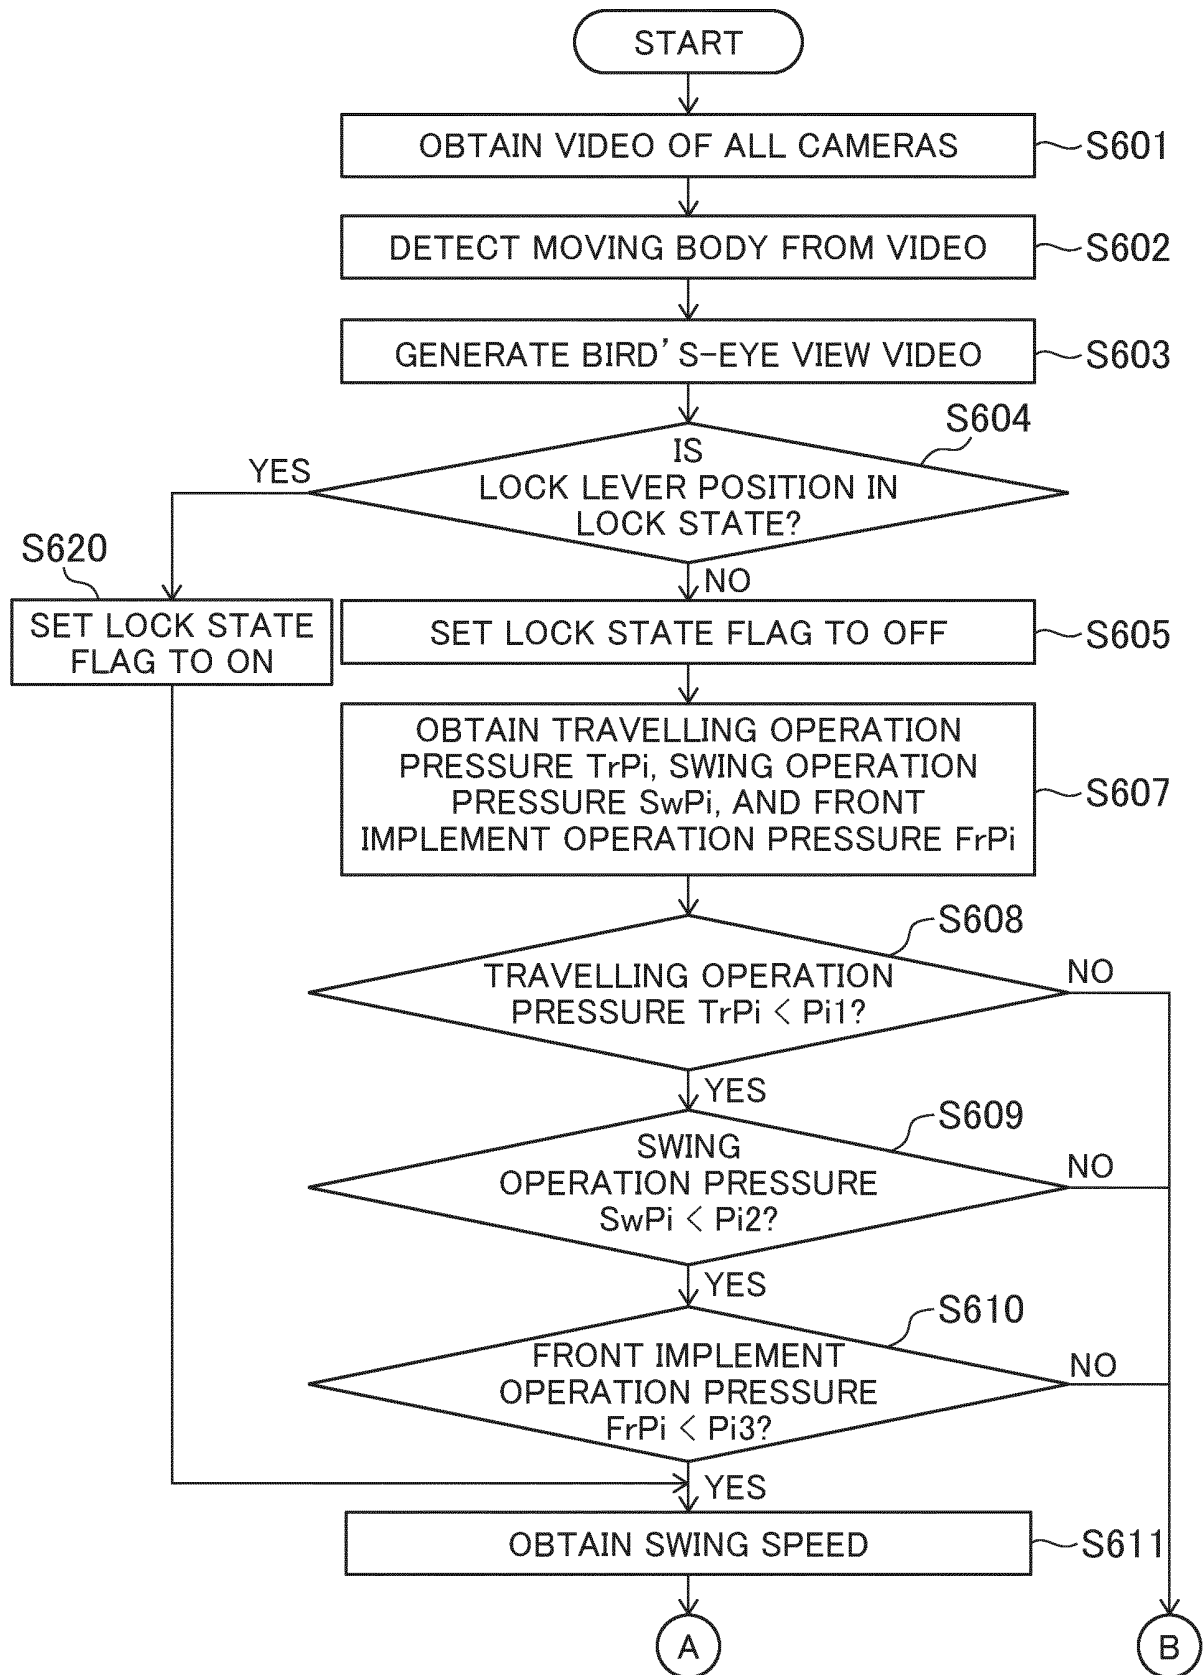 START
OBTAIN VIDEO OF ALL CAMERAS
S601
DETECT MOVING BODY FROM VIDEO
S602
GENERATE BIRD'S-EYE VIEW VIDEO
S603
S604
IS
LOCK LEVER POSITION IN
LOCK STATE?
YES
NO
S620
SET LOCK STATE
FLAG TO ON
SET LOCK STATE FLAG TO OFF
S605
OBTAIN TRAVELLING OPERATION
PRESSURE TrPi, SWING OPERATION
PRESSURE SwPi, AND FRONT
IMPLEMENT OPERATION PRESSURE FrPi
S607
S608
TRAVELLING OPERATION
PRESSURE TrPi < Pi1?
NO
YES
S609
SWING
OPERATION PRESSURE
SwPi < Pi2?
NO
YES
S610
FRONT IMPLEMENT
OPERATION PRESSURE
FrPi < Pi3?
NO
YES
OBTAIN SWING SPEED
S611
A
B